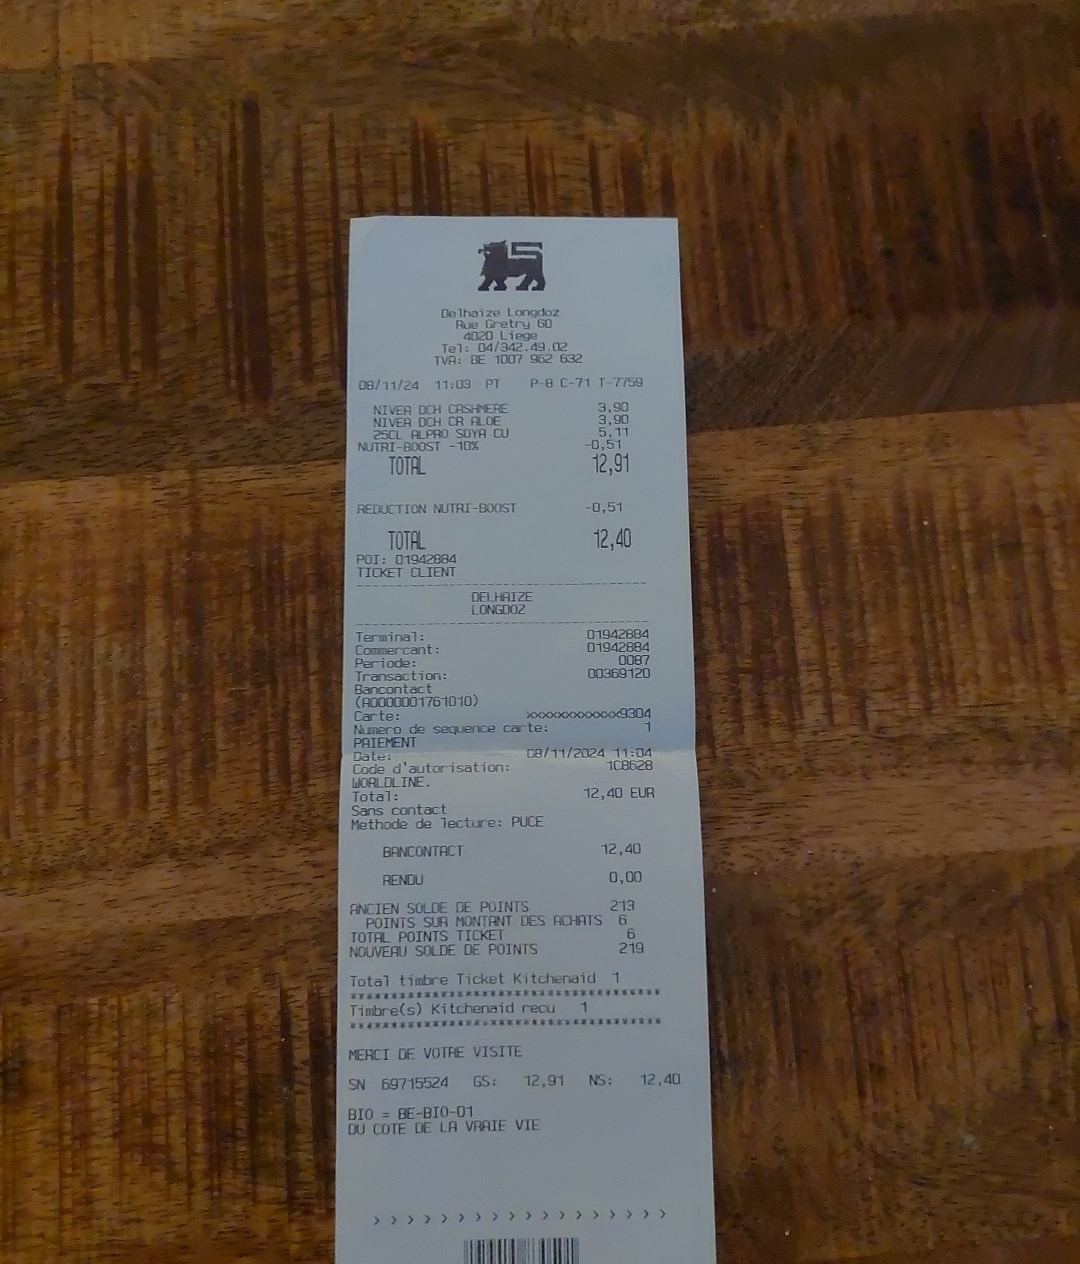 Delhaize Longdoz
Rue Gretry 60
4020 Liege
Tel: 04/342.49.02
TVA: BE 1007 962 632
08/11/24 11:03 PT P-8 C-71 T-7759
NIVEA DCH CASHMERE 3,90
NIVEA DCH CR ALOE 3,90
25CL ALPRO SOYA CU 5,11
NUTRI-BOOST -10% -0,51
TOTAL 12,91
REDUCTION NUTRI-BOOST -0,51
TOTAL 12,40
POI: 01942884
TICKET CLIENT
DELHAIZE
LONGDOZ
Terminal: 01942884
Commercant: 01942884
Periode: 0087
Transaction: 00369120
Bancontact
(A0000001761010)
Carte: xxxxxxxxxxxxx9304
Numero de sequence carte: 1
PAIEMENT
Date: 08/11/2024 11:04
Code d'autorisation: 1C8628
WORLDLINE.
Total: 12,40 EUR
Sans contact
Methode de lecture: PUCE
BANCONTACT 12,40
RENDU 0,00
ANCIEN SOLDE DE POINTS 213
POINTS SUR MONTANT DES ACHATS 6
TOTAL POINTS TICKET 6
NOUVEAU SOLDE DE POINTS 219
Total timbre Ticket Kitchenaid 1
*************************************
Timbre(s) Kitchenaid recu 1
*************************************
MERCI DE VOTRE VISITE
SN 69715524 GS: 12,91 NS: 12,40
BIO = BE-BIO-01
DU COTE DE LA VRAIE VIE
> > > > > > > > > > > > > > > > > >